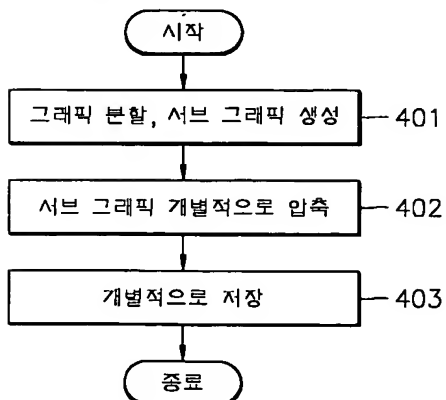 시작
그래픽 분할, 서브 그래픽 생성 401
서브 그래픽 개별적으로 압축 402
개별적으로 저장 403
종료